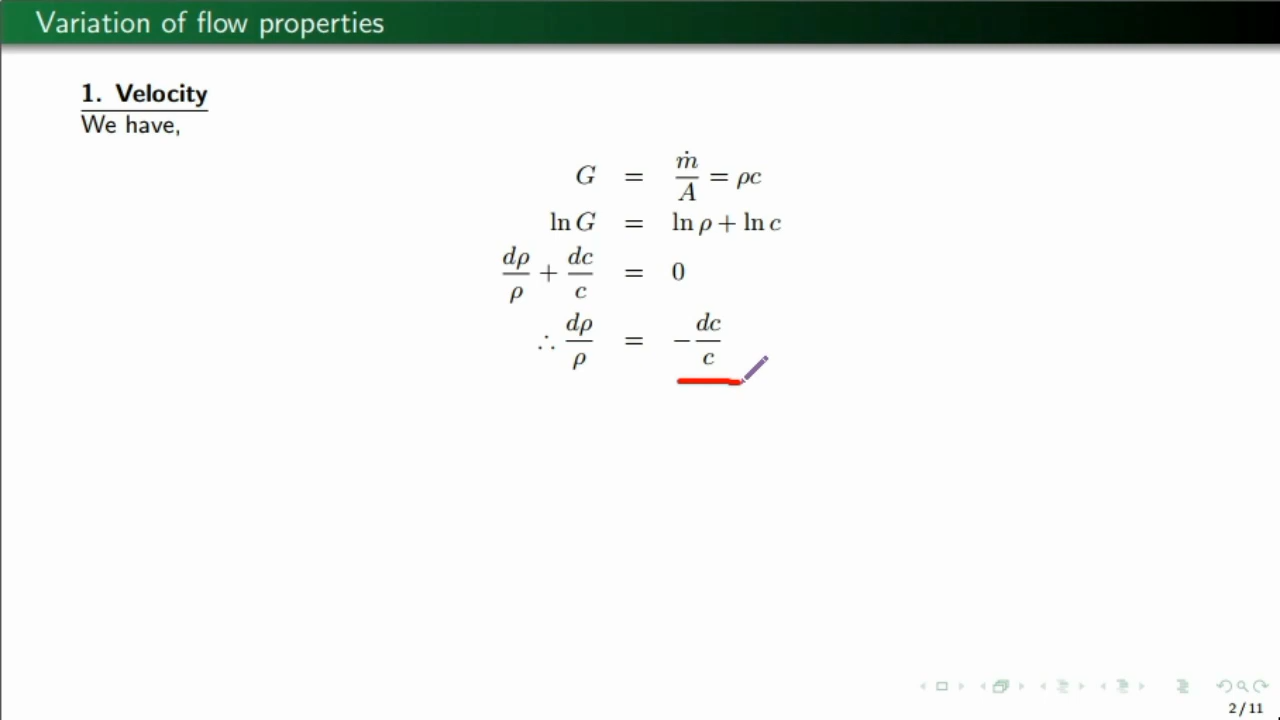 Variation of flow properties
1. Velocity
We have,
G = ṁ/A = ρc
ln G = ln ρ + ln c
dρ/ρ + dc/c = 0
∴ dρ/ρ = −dc/c
2/11